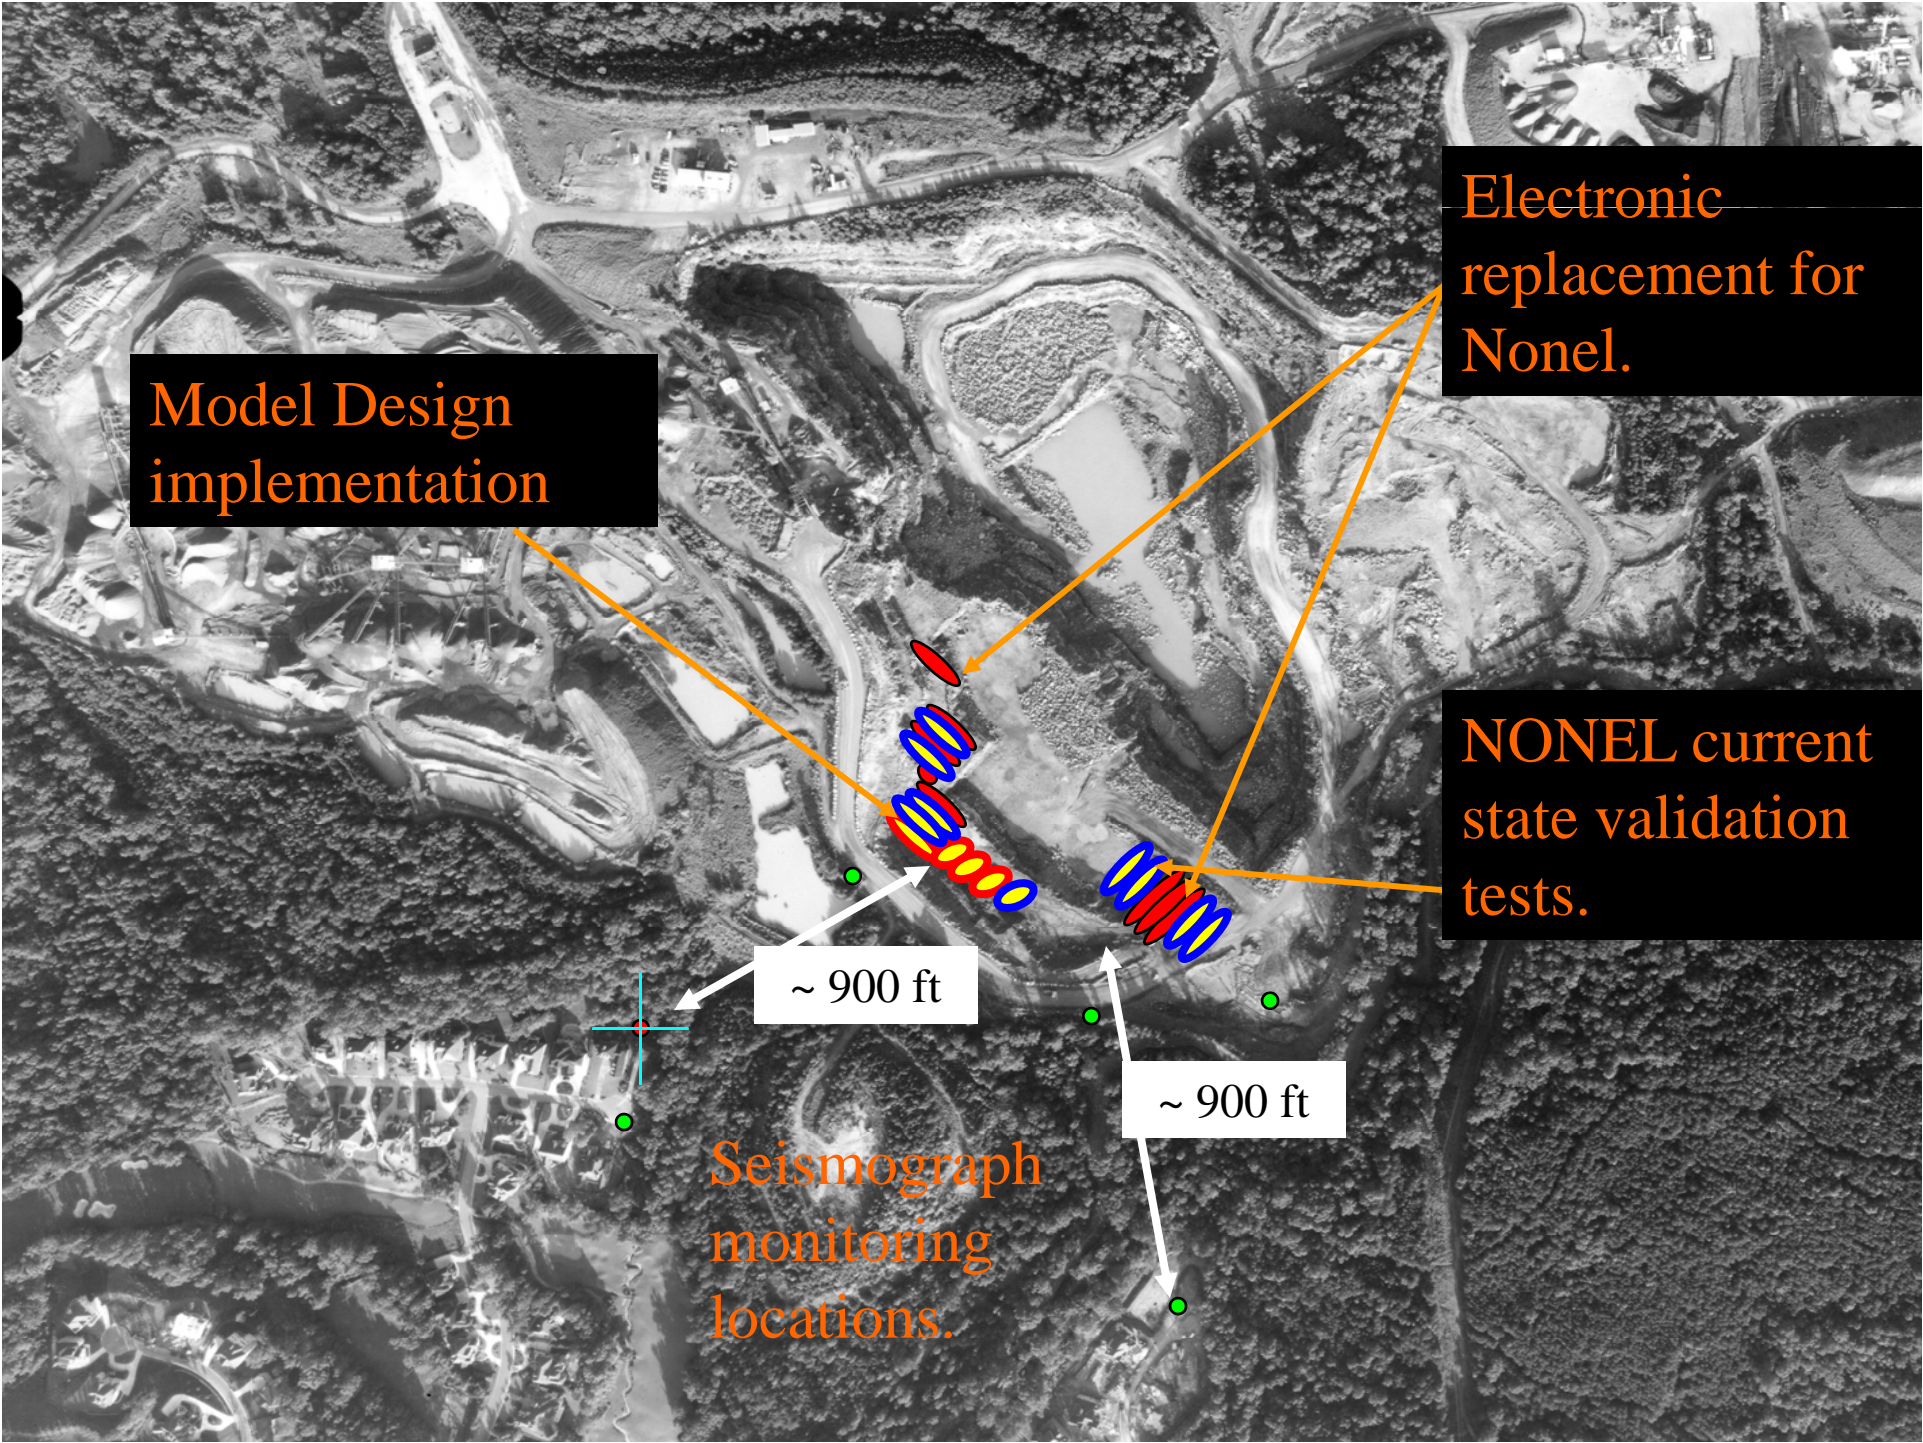 Electronic
replacement for
Nonel.
Model Design
implementation
NONEL current
state validation
tests.
~ 900 ft
~ 900 ft
Seismograph
monitoring
locations.